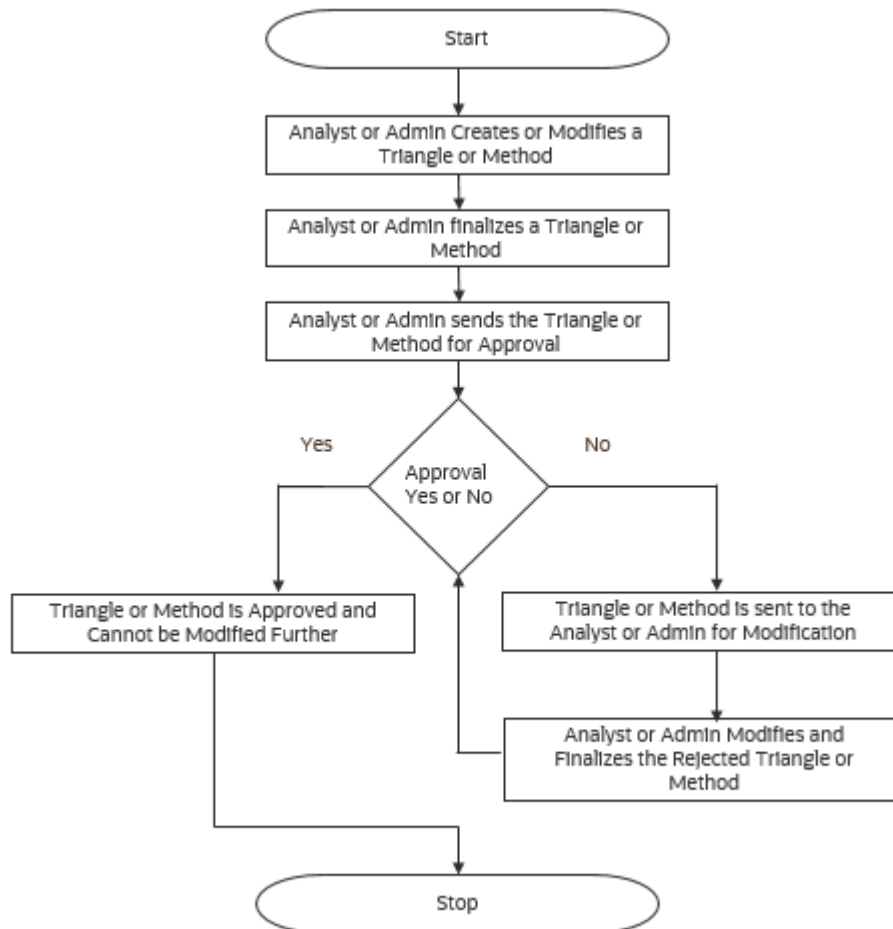 Start
Analyst or Admin Creates or Modifies a
Triangle or Method
Analyst or Admin finalizes a Triangle or
Method
Analyst or Admin sends the Triangle or
Method for Approval
Yes
No
Approval
Yes or No
Triangle or Method is Approved and
Cannot be Modified Further
Triangle or Method is sent to the
Analyst or Admin for Modification
Analyst or Admin Modifies and
Finalizes the Rejected Triangle or
Method
Stop